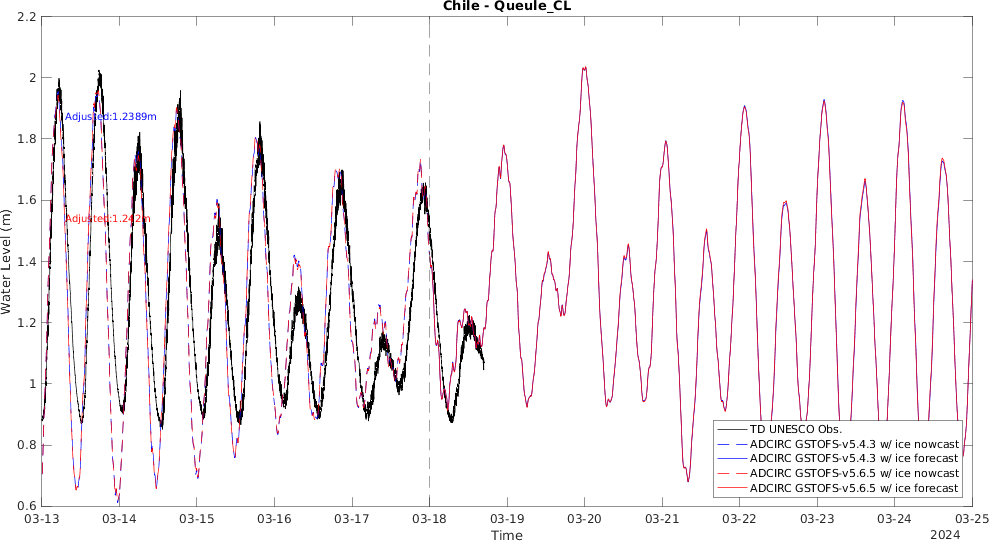 Chile - Queule_CL
Water Level (m)
2.2
2
1.8
1.6
1.4
1.2
1
0.8
0.6
Adjusted:1.2389m
Adjusted:1.242m
TD UNESCO Obs.
ADCIRC GSTOFS-v5.4.3 w/ ice nowcast
ADCIRC GSTOFS-v5.4.3 w/ ice forecast
ADCIRC GSTOFS-v5.6.5 w/ ice nowcast
ADCIRC GSTOFS-v5.6.5 w/ ice forecast
03-13 03-14 03-15 03-16 03-17 03-18 03-19 03-20 03-21 03-22 03-23 03-24 03-25
Time
2024